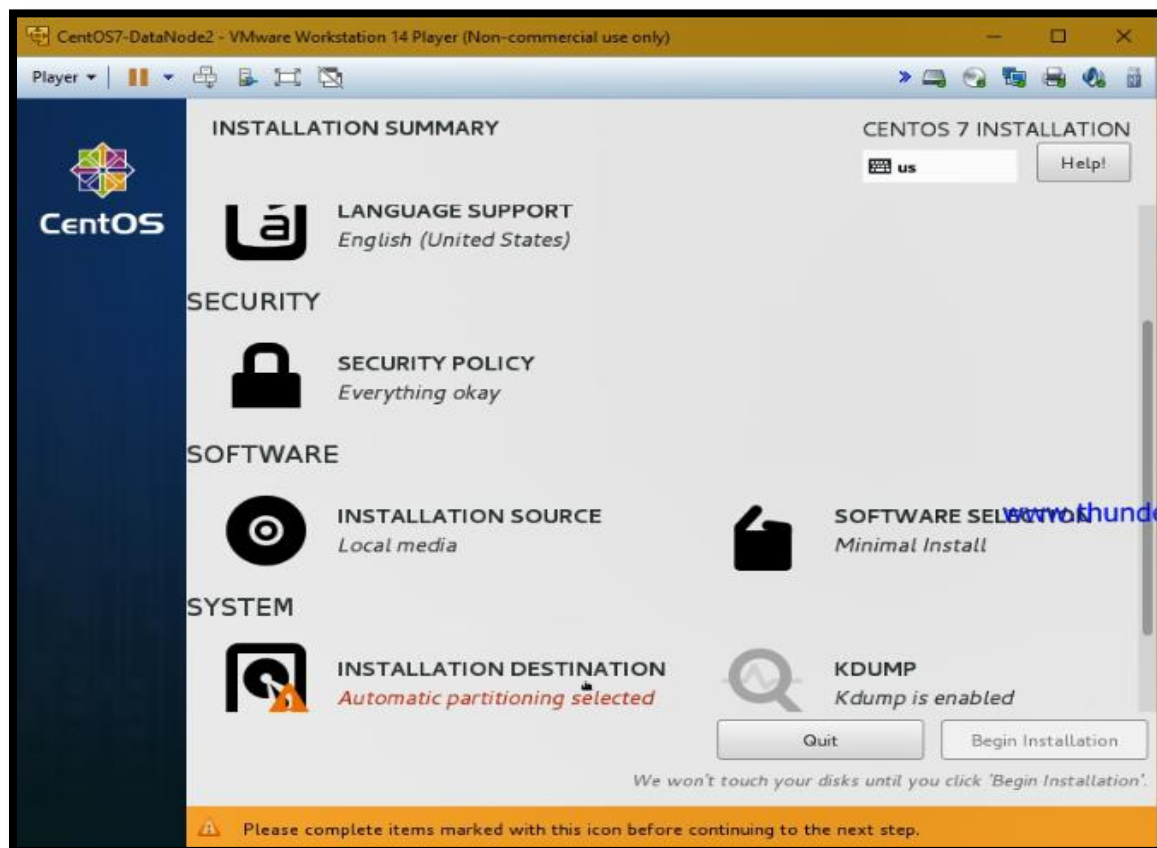 CentOS7-DataNode2 - VMware Workstation 14 Player (Non-commercial use only)
Player
INSTALLATION SUMMARY
CENTOS 7 INSTALLATION
us
Help!
CentOS
LANGUAGE SUPPORT
English (United States)
SECURITY
SECURITY POLICY
Everything okay
SOFTWARE
INSTALLATION SOURCE
Local media
SOFTWARE SELECTION
Minimal Install
www.thunde
SYSTEM
INSTALLATION DESTINATION
Automatic partitioning selected
KDUMP
Kdump is enabled
Quit
Begin Installation
We won't touch your disks until you click 'Begin Installation'.
Please complete items marked with this icon before continuing to the next step.